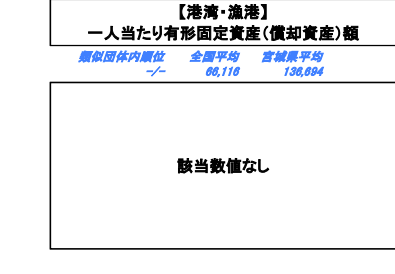 【港湾・漁港】
一人当たり有形固定資産（償却資産）額
類似団体内順位 全国平均 宮城県平均
-/- 66,116 136,694
該当数値なし